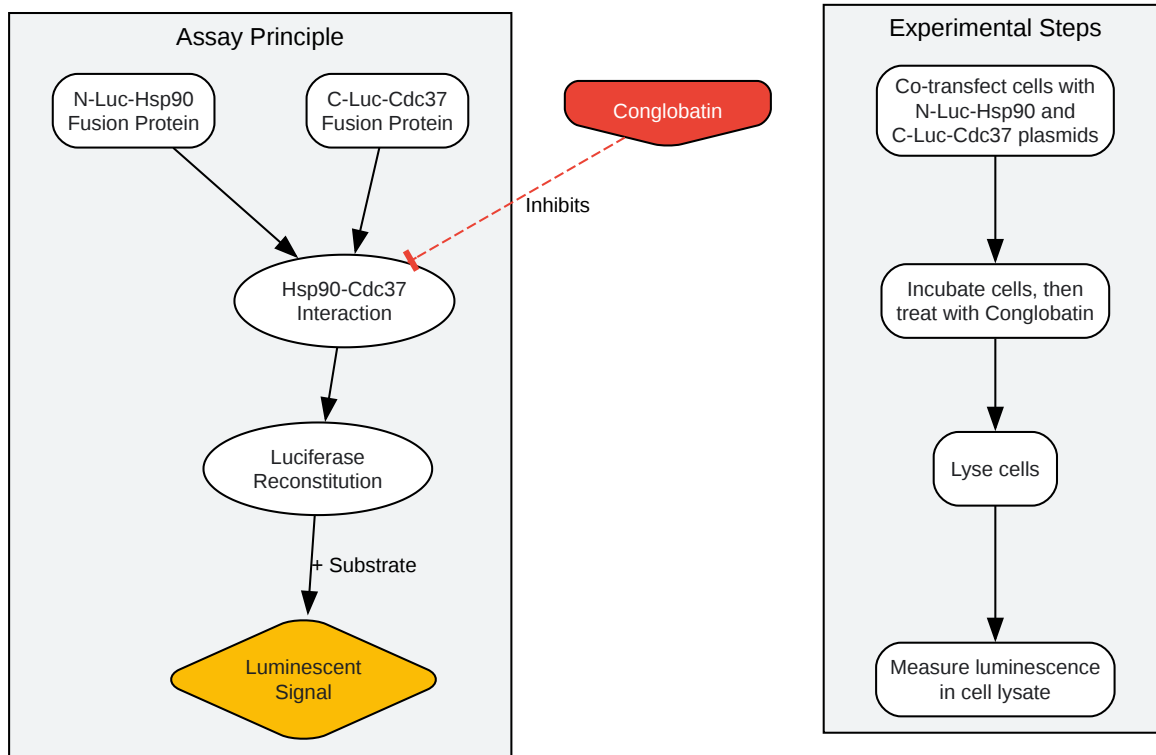 Assay Principle
N-Luc-Hsp90
Fusion Protein
C-Luc-Cdc37
Fusion Protein
Conglobatin
Inhibits
Hsp90-Cdc37
Interaction
Luciferase
Reconstitution
+ Substrate
Luminescent
Signal
Experimental Steps
Co-transfect cells with
N-Luc-Hsp90 and
C-Luc-Cdc37 plasmids
Incubate cells, then
treat with Conglobatin
Lyse cells
Measure luminescence
in cell lysate